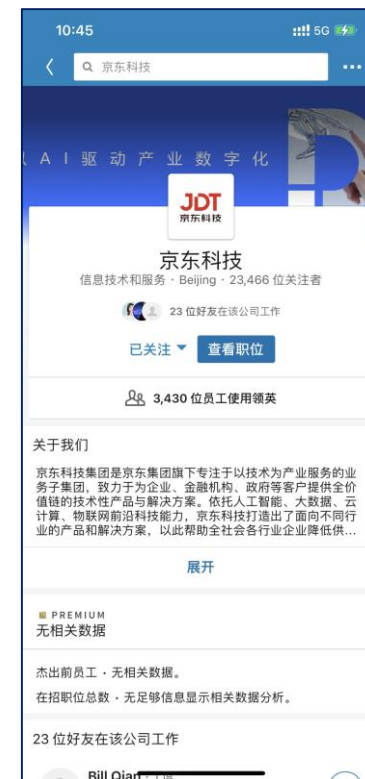 10:45
5G
京东科技
AI驱动产业数字化
JDT
京东科技
京东科技
信息技术和服务 · Beijing · 23,466 位关注者
23 位好友在该公司工作
已关注 查看职位
3,430 位员工使用领英
关于我们
京东科技集团是京东集团旗下专注于以技术为产业服务的业
务子集团，致力于为企业、金融机构、政府等客户提供全价
值链的技术性产品与解决方案。依托人工智能、大数据、云
计算、物联网前沿科技能力，京东科技打造出了面向不同行
业的产品和解决方案，以此帮助全社会各行业企业降低供...
展开
PREMIUM
无相关数据
杰出前员工 · 无相关数据。
在招职位总数 · 无足够信息显示相关数据分析。
23 位好友在该公司工作
Bill Qian